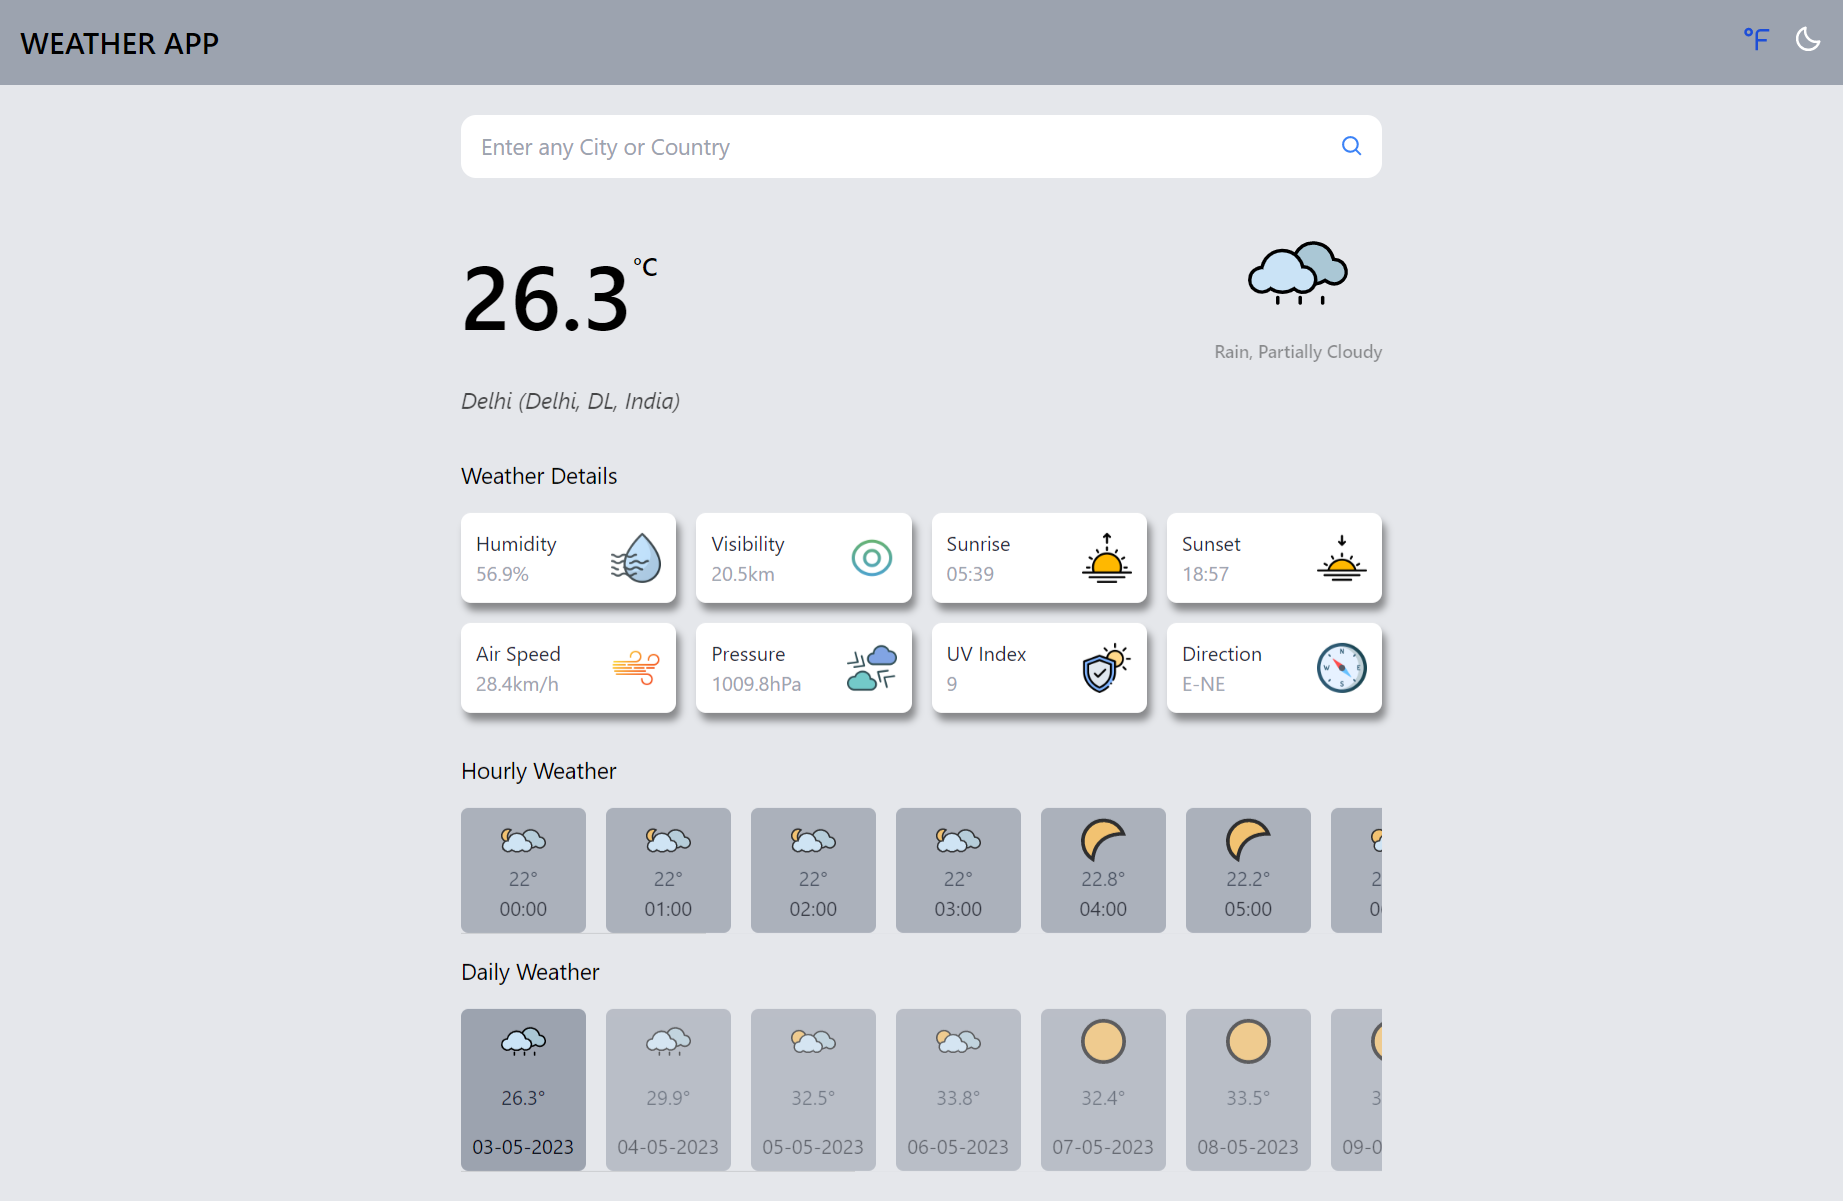 WEATHER APP
°F
Enter any City or Country
26.3 °C
Rain, Partially Cloudy
Delhi (Delhi, DL, India)
Weather Details
Humidity
56.9%
Visibility
20.5km
Sunrise
05:39
Sunset
18:57
Air Speed
28.4km/h
Pressure
1009.8hPa
UV Index
9
Direction
E-NE
N
W
E
S
Hourly Weather
22°
00:00
22°
01:00
22°
02:00
22°
03:00
22.8°
04:00
22.2°
05:00
Daily Weather
26.3°
03-05-2023
29.9°
04-05-2023
32.5°
05-05-2023
33.8°
06-05-2023
32.4°
07-05-2023
33.5°
08-05-2023